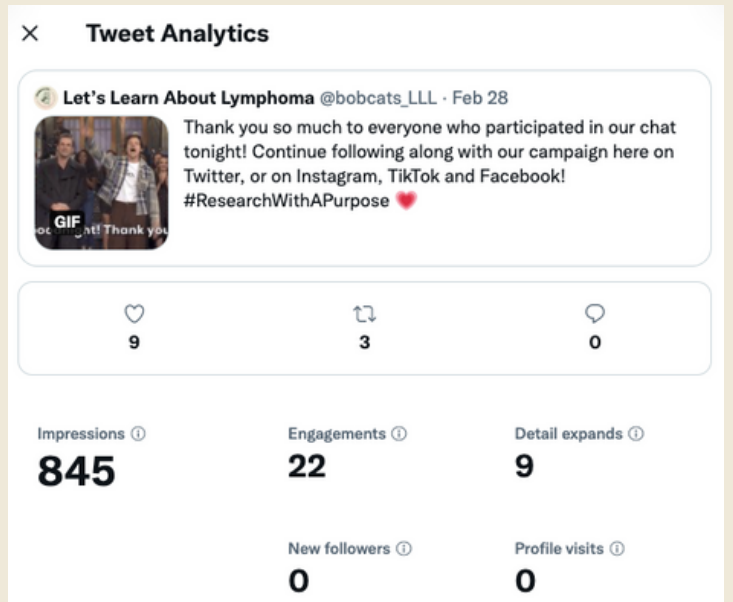 Tweet Analytics
Let's Learn About Lymphoma @bobcats_LLL · Feb 28
Thank you so much to everyone who participated in our chat
tonight! Continue following along with our campaign here on
Twitter, or on Instagram, TikTok and Facebook!
#ResearchWithAPurpose ❤️
GIF
Thank you
9 3 0
Impressions Engagements Detail expands
845 22 9
New followers Profile visits
0 0